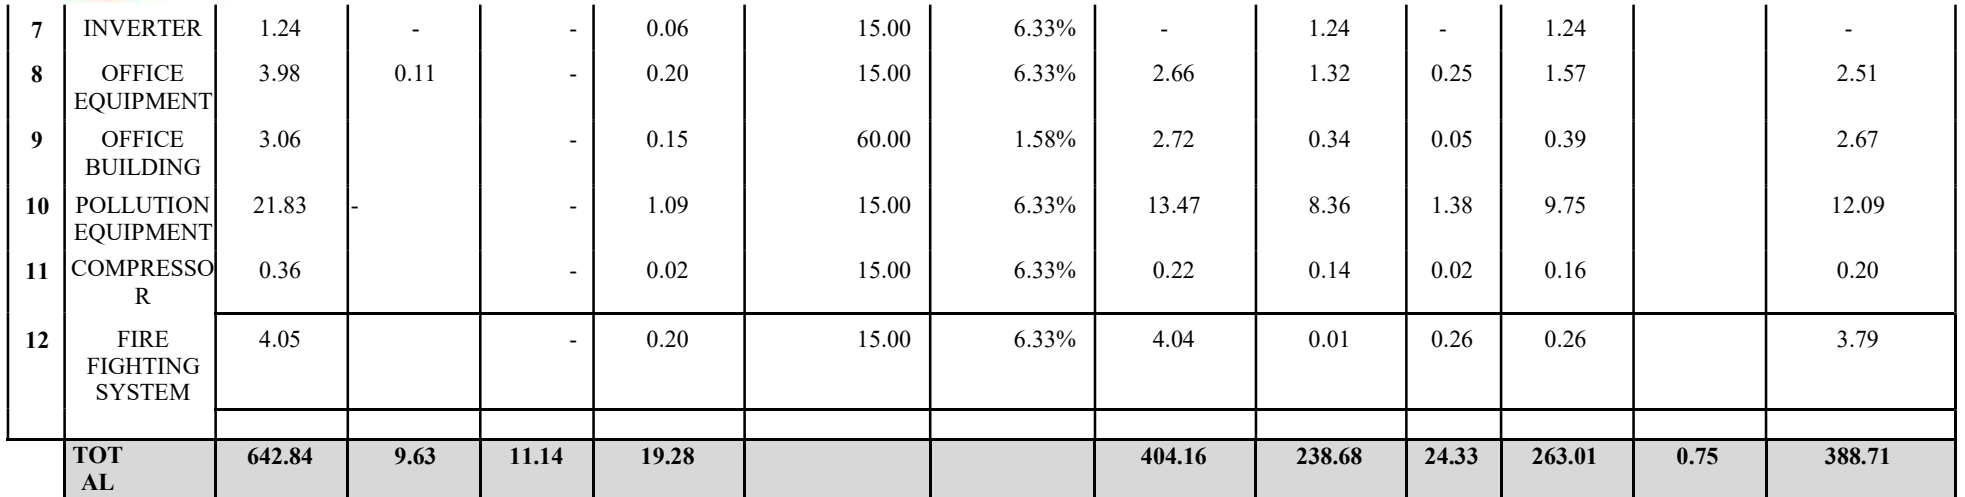 7 INVERTER 1.24 - - 0.06 15.00 6.33% - 1.24 - 1.24 -
8 OFFICE 3.98 0.11 - 0.20 15.00 6.33% 2.66 1.32 0.25 1.57 2.51
EQUIPMENT
9 OFFICE 3.06 - 0.15 60.00 1.58% 2.72 0.34 0.05 0.39 2.67
BUILDING
10 POLLUTION 21.83 - - 1.09 15.00 6.33% 13.47 8.36 1.38 9.75 12.09
EQUIPMENT
11 COMPRESSO 0.36 - 0.02 15.00 6.33% 0.22 0.14 0.02 0.16 0.20
R
12 FIRE 4.05 - 0.20 15.00 6.33% 4.04 0.01 0.26 0.26 3.79
FIGHTING
SYSTEM
TOT 642.84 9.63 11.14 19.28 404.16 238.68 24.33 263.01 0.75 388.71
AL